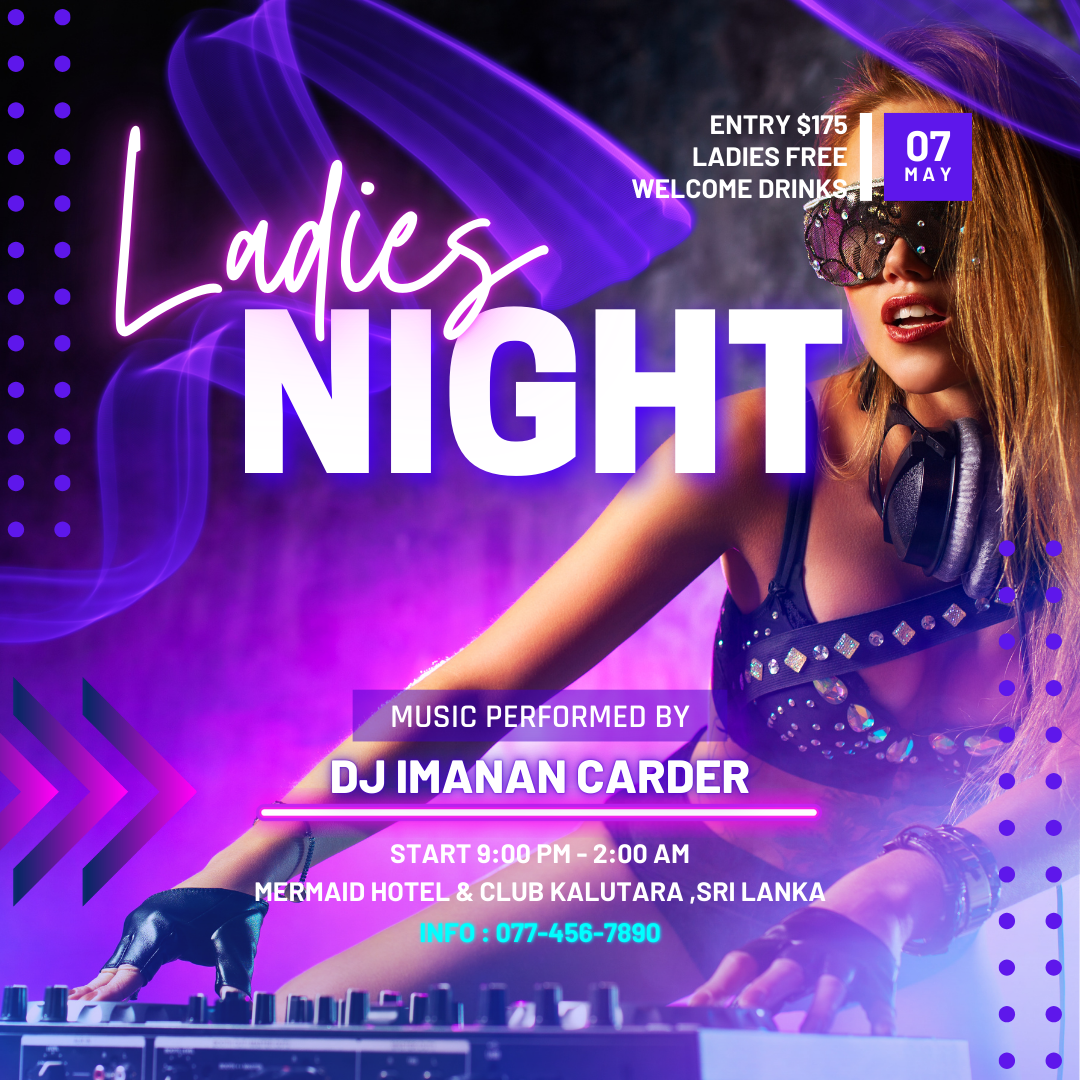 ENTRY $175
LADIES FREE
WELCOME DRINKS
07
MAY
Ladies
NIGHT
MUSIC PERFORMED BY
DJ IMANAN CARDER
START 9:00 PM - 2:00 AM
MERMAID HOTEL & CLUB KALUTARA ,SRI LANKA
INFO : 077-456-7890